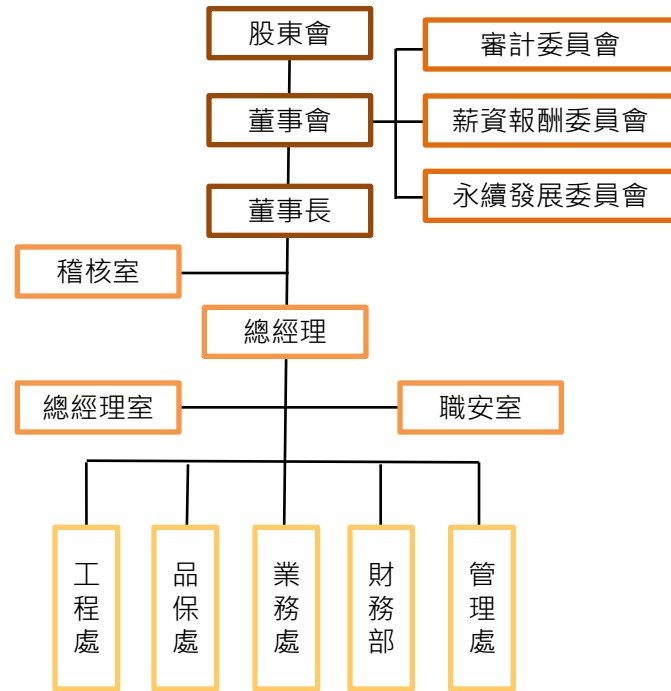 股東會
審計委員會
董事會
薪資報酬委員會
董事長
永續發展委員會
稽核室
總經理
總經理室
職安室
工程處
品保處
業務處
財務部
管理處